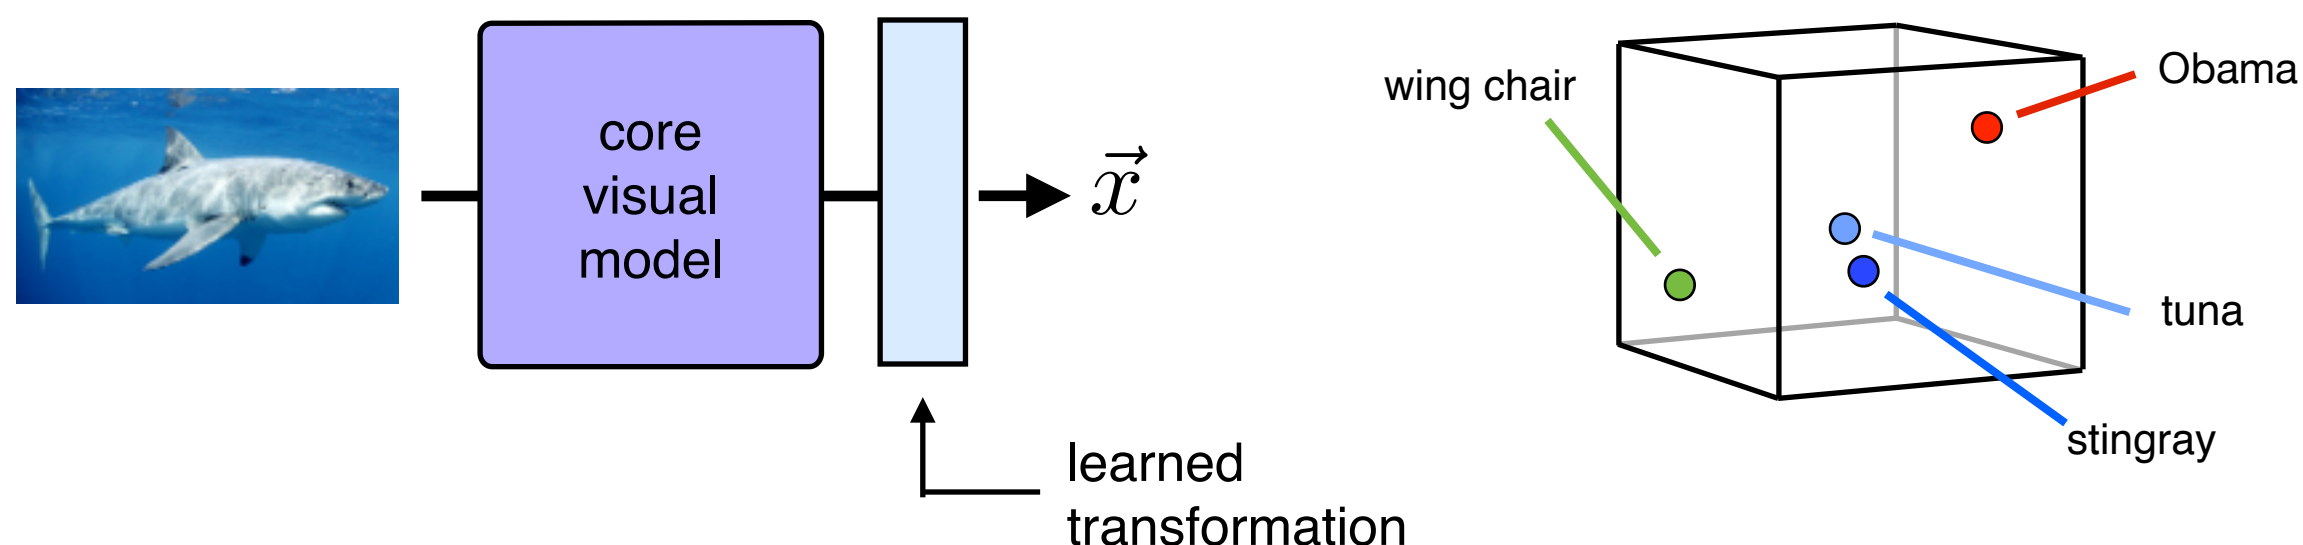 core
visual
model
x⃗
learned
transformation
wing chair
Obama
tuna
stingray